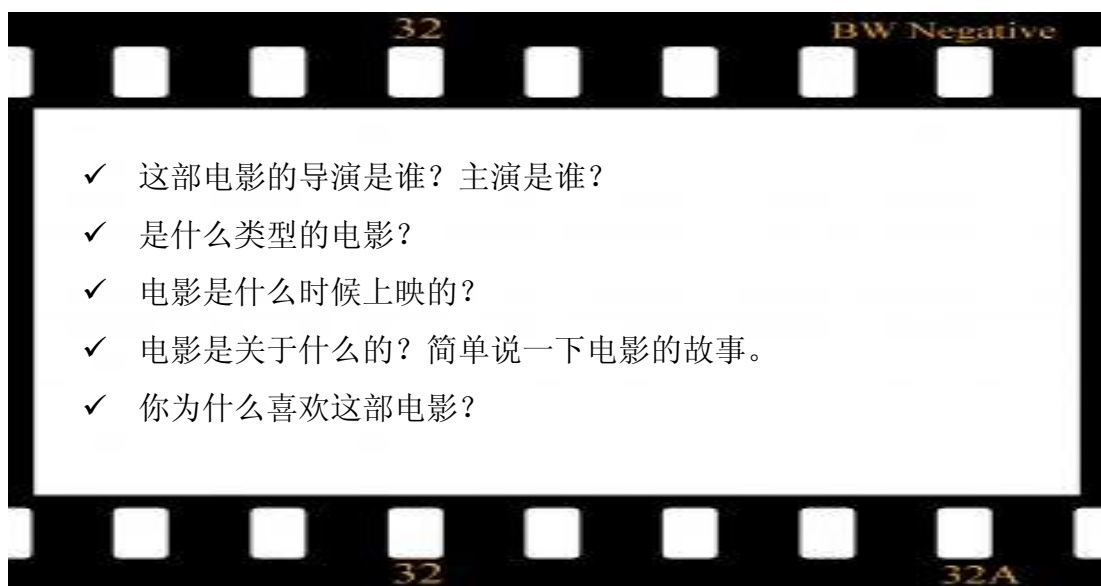 32
BW Negative
✓ 这部电影的导演是谁？主演是谁？
✓ 是什么类型的电影？
✓ 电影是什么时候上映的？
✓ 电影是关于什么的？简单说一下电影的故事。
✓ 你为什么喜欢这部电影？
32
32A